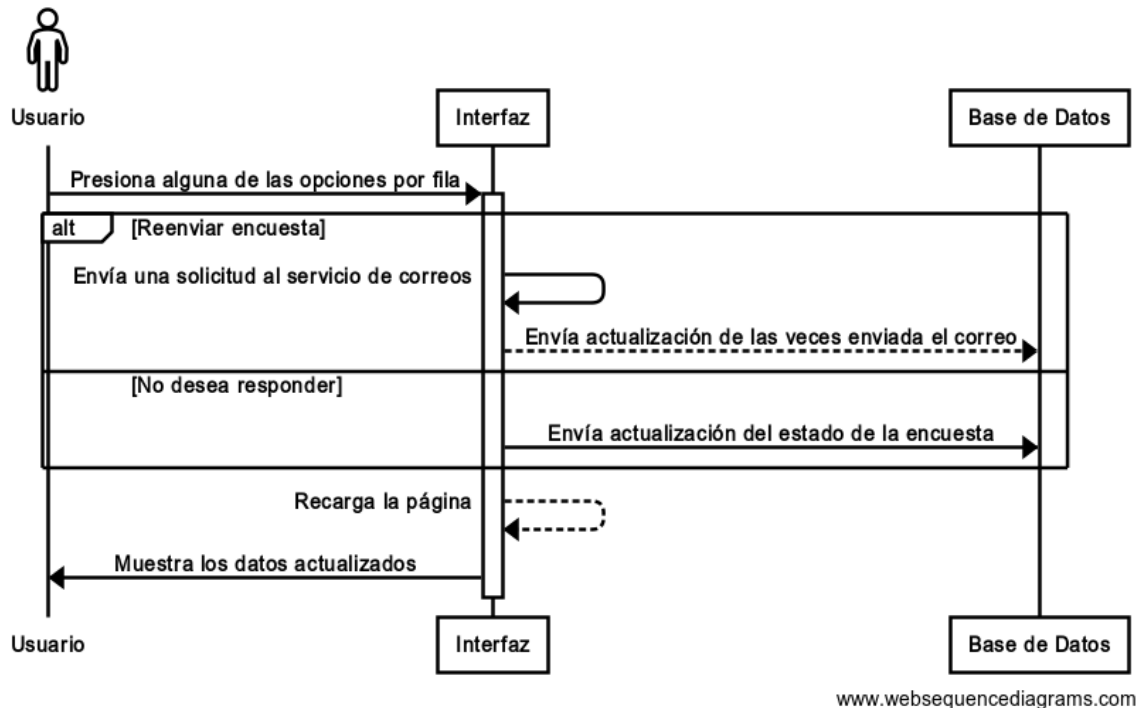 Usuario
Interfaz
Base de Datos
Presiona alguna de las opciones por fila
alt
[Reenviar encuesta]
Envía una solicitud al servicio de correos
Envía actualización de las veces enviada el correo
[No desea responder]
Envía actualización del estado de la encuesta
Recarga la página
Muestra los datos actualizados
Usuario
Interfaz
Base de Datos
www.websequencediagrams.com